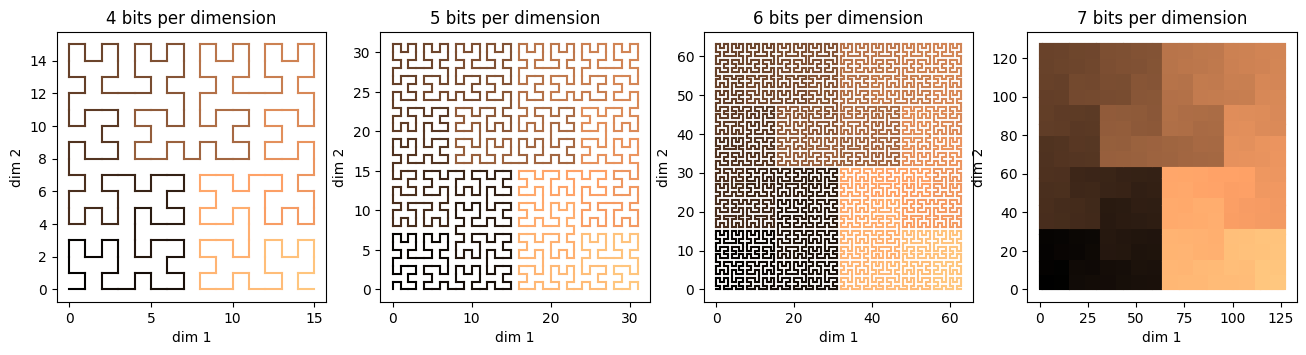 4 bits per dimension
14
12
10
8
6
4
2
0
dim 2
0 5 10 15
dim 1
5 bits per dimension
30
25
20
15
10
5
0
dim 2
0 10 20 30
dim 1
6 bits per dimension
60
50
40
30
20
10
0
dim 2
0 20 40 60
dim 1
7 bits per dimension
120
100
80
60
40
20
0
dim 2
0 25 50 75 100 125
dim 1